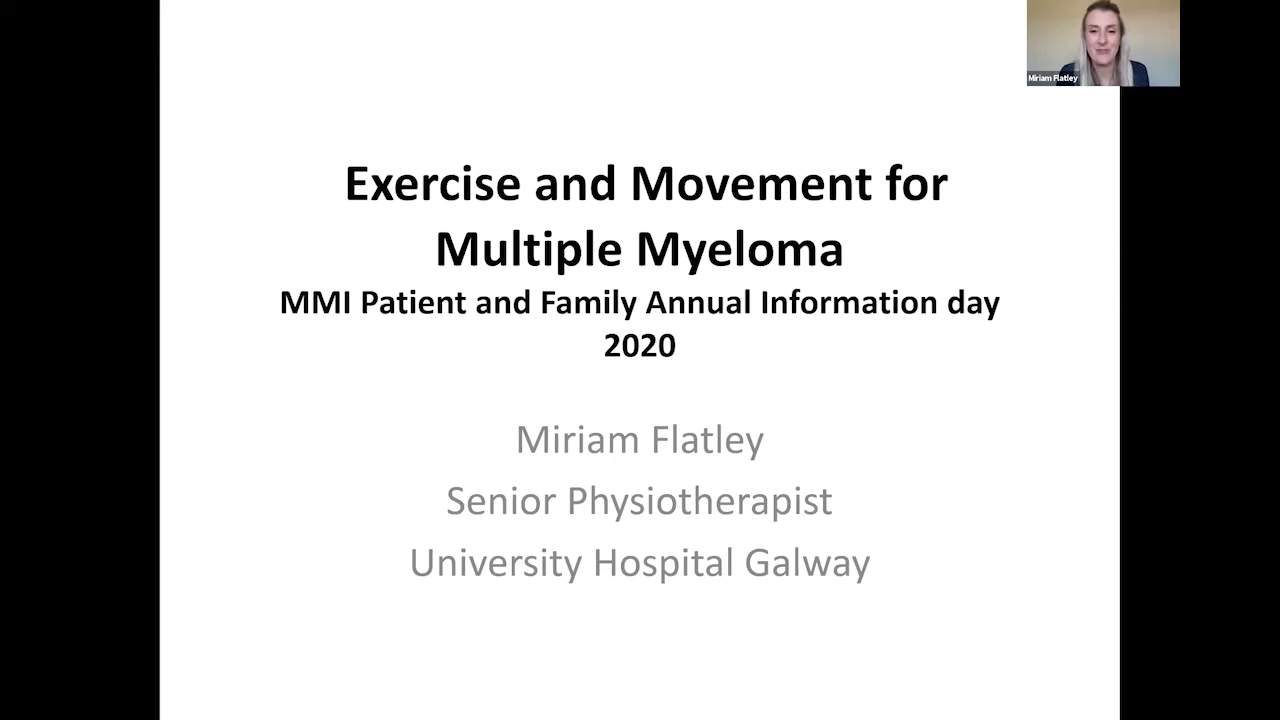 Miriam Flatley
Exercise and Movement for
Multiple Myeloma
MMI Patient and Family Annual Information day
2020
Miriam Flatley
Senior Physiotherapist
University Hospital Galway